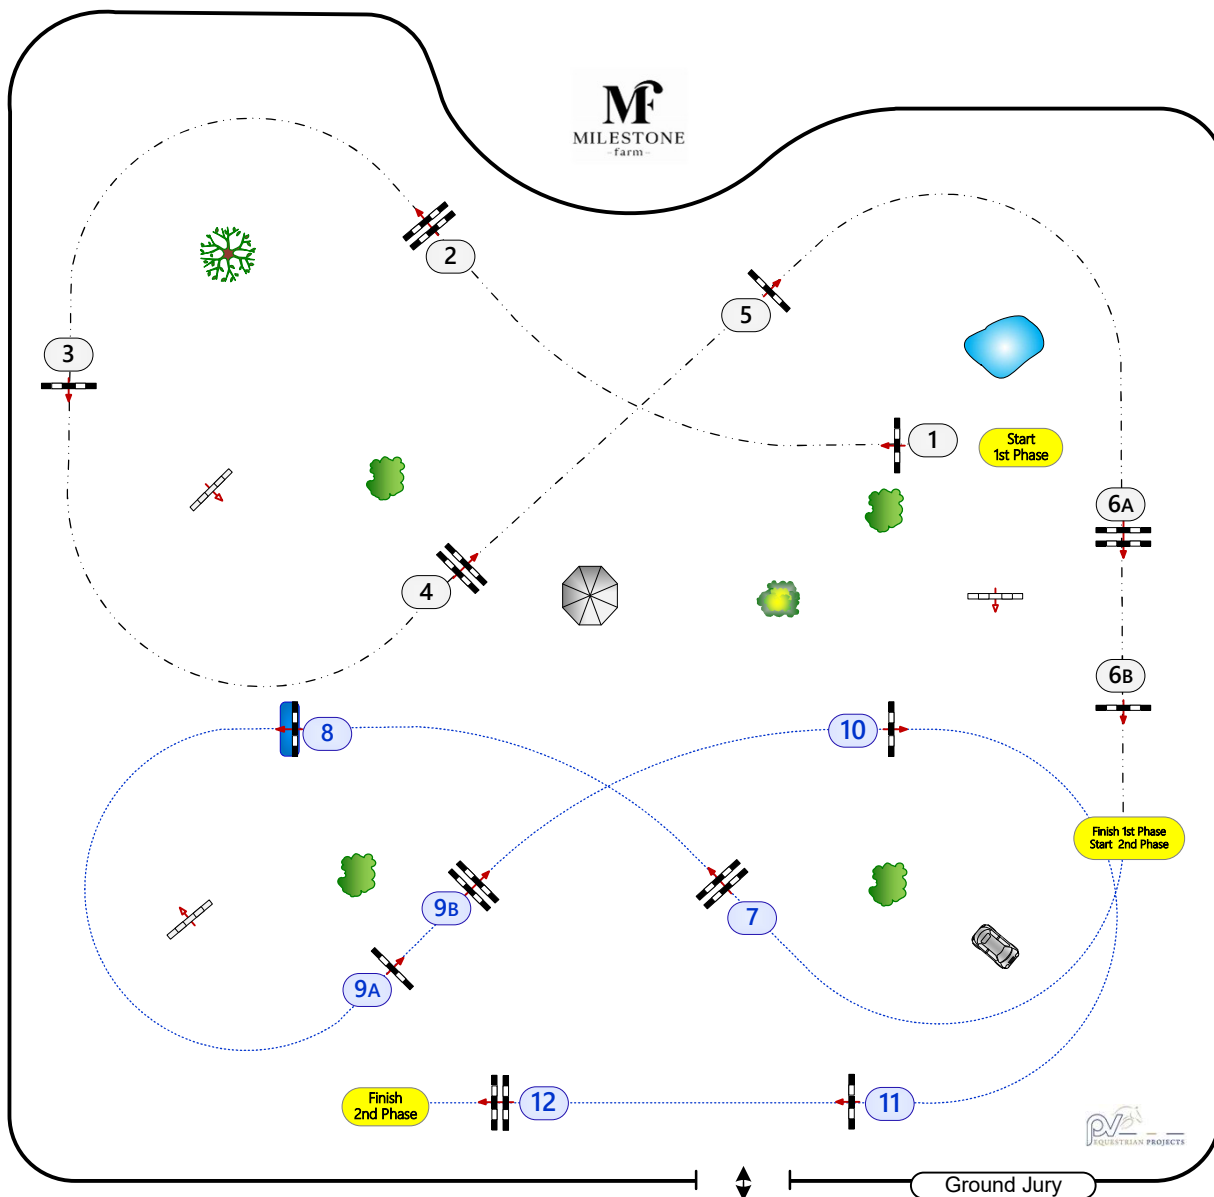 MF
MILESTONE
-farm-
2
5
3
1
Start
1st Phase
6A
4
6B
8
10
Finish 1st Phase
Start 2nd Phase
9B
7
9A
Finish
2nd Phase
12
11
pv
EQUESTRIAN PROJECTS
Ground Jury